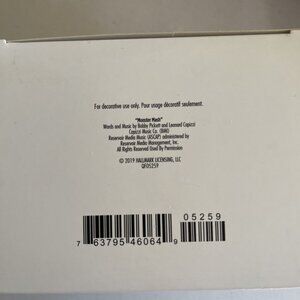 For decorative use only. Pour usage décoratif seulement.
"Monster Mash"
Words and Music by Bobby Pickett and Leonard Capizzi
Capizzi Music Co. (BMI)
Reservoir Media Music (ASCAP) administered by
Reservoir Media Management, Inc.
All Rights Reserved Used By Permission
© 2019 HALLMARK LICENSING, LLC
QFO5259
05259
7 63795 46064 9